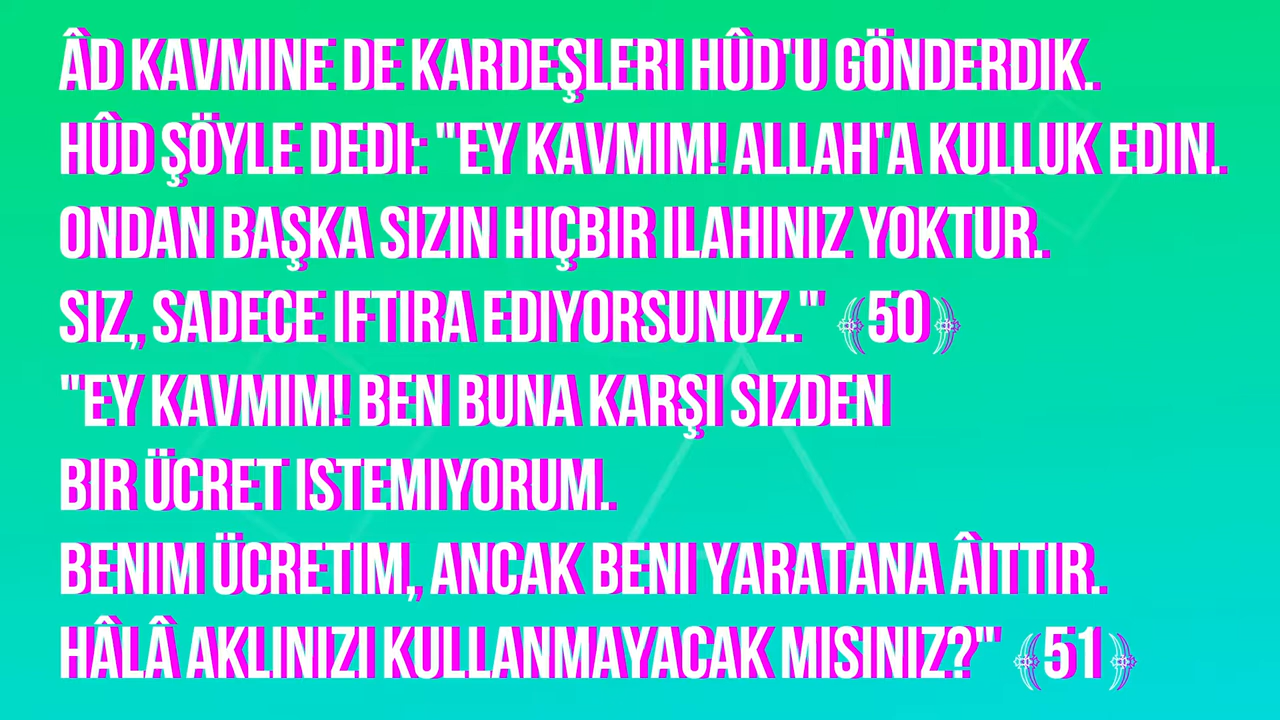 ÂD KAVMINE DE KARDEŞLERI HÛD'U GÖNDERDIK.
HÛD ŞÖYLE DEDI: "EY KAVMIM! ALLAH'A KULLUK EDIN.
ONDAN BAŞKA SIZIN HIÇBIR ILAHINIZ YOKTUR.
SIZ, SADECE IFTIRA EDIYORSUNUZ." ﴾50﴿
"EY KAVMIM! BEN BUNA KARŞI SIZDEN
BIR ÜCRET ISTEMIYORUM.
BENIM ÜCRETIM, ANCAK BENI YARATANA ÂITTIR.
HÂLÂ AKLINIZI KULLANMAYACAK MISINIZ?" ﴾51﴿